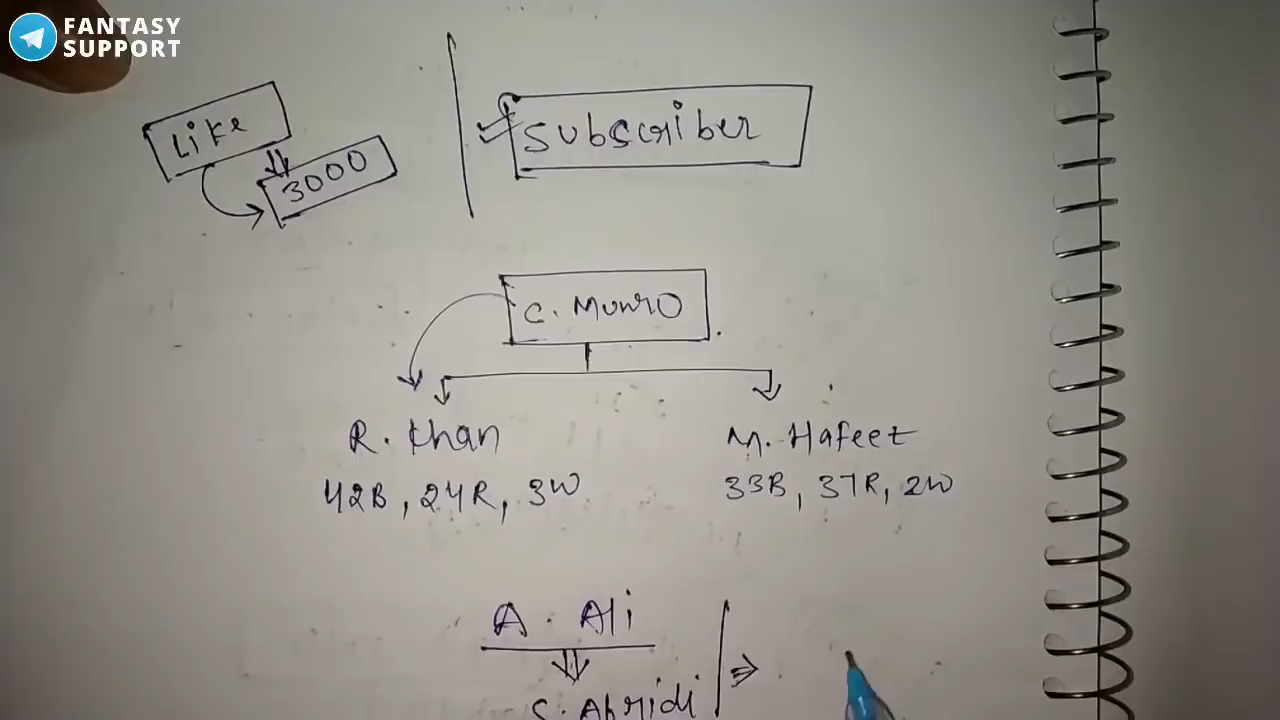 FANTASY
SUPPORT
Like
3000
Subscriber
C. Munro
R. Khan
42B, 24R, 3W
M. Hafeez
33B, 37R, 2W
A. Ali
S. Afridi